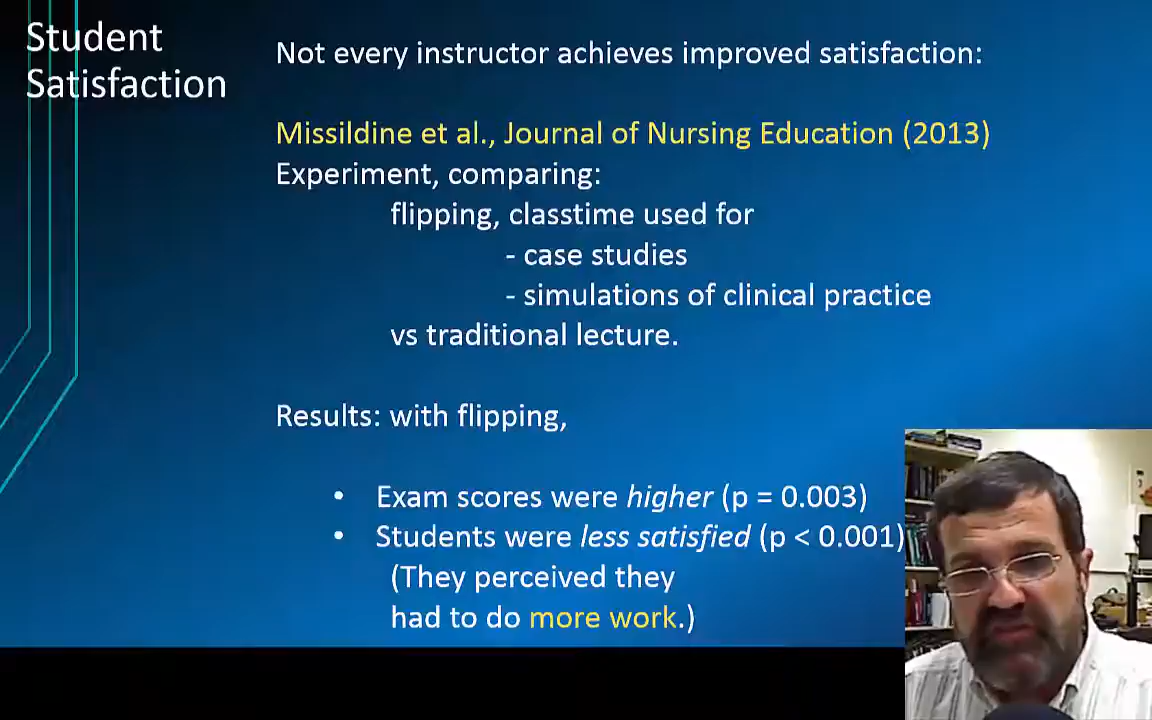 Student
Satisfaction
Not every instructor achieves improved satisfaction:
Missildine et al., Journal of Nursing Education (2013)
Experiment, comparing:
flipping, classtime used for
- case studies
- simulations of clinical practice
vs traditional lecture.
Results: with flipping,
• Exam scores were higher (p = 0.003)
• Students were less satisfied (p < 0.001)
(They perceived they
had to do more work.)